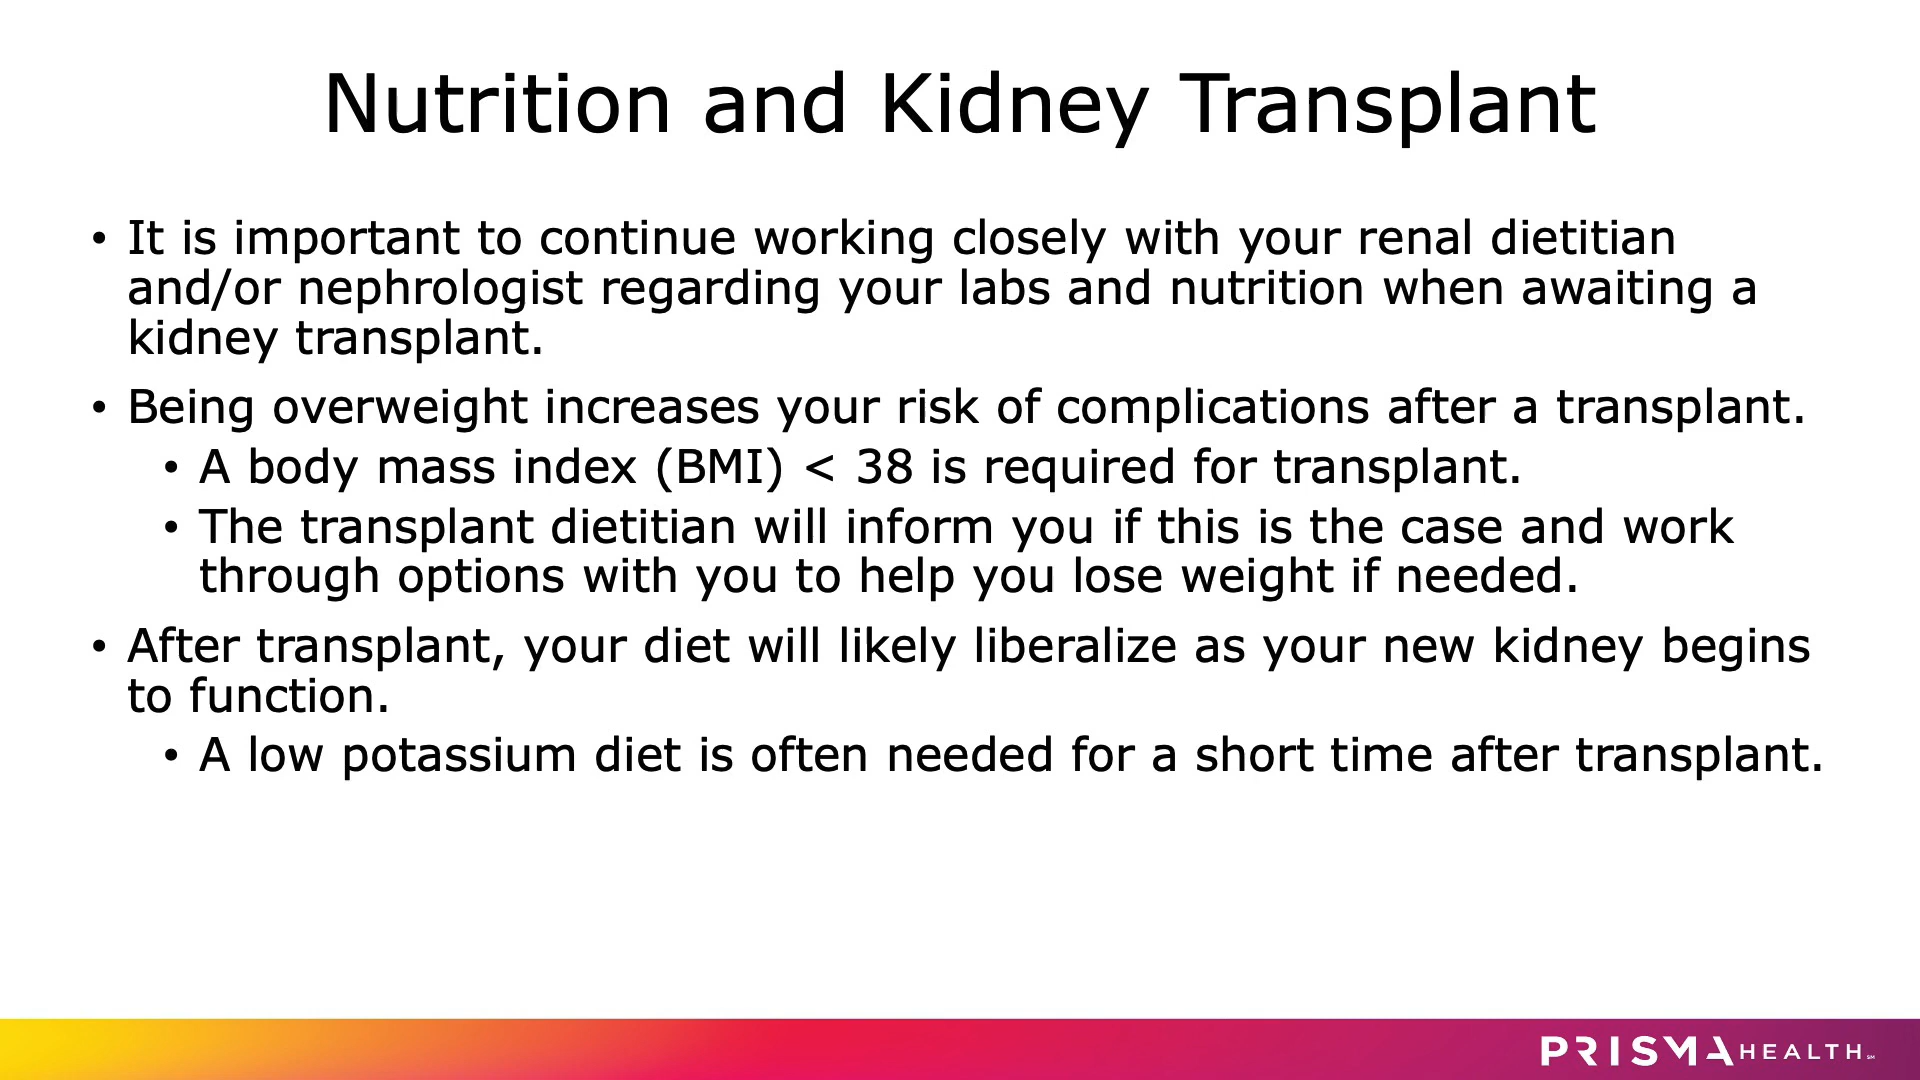 Nutrition and Kidney Transplant
• It is important to continue working closely with your renal dietitian
and/or nephrologist regarding your labs and nutrition when awaiting a
kidney transplant.
• Being overweight increases your risk of complications after a transplant.
• A body mass index (BMI) < 38 is required for transplant.
• The transplant dietitian will inform you if this is the case and work
through options with you to help you lose weight if needed.
• After transplant, your diet will likely liberalize as your new kidney begins
to function.
• A low potassium diet is often needed for a short time after transplant.
PRISMA HEALTH℠